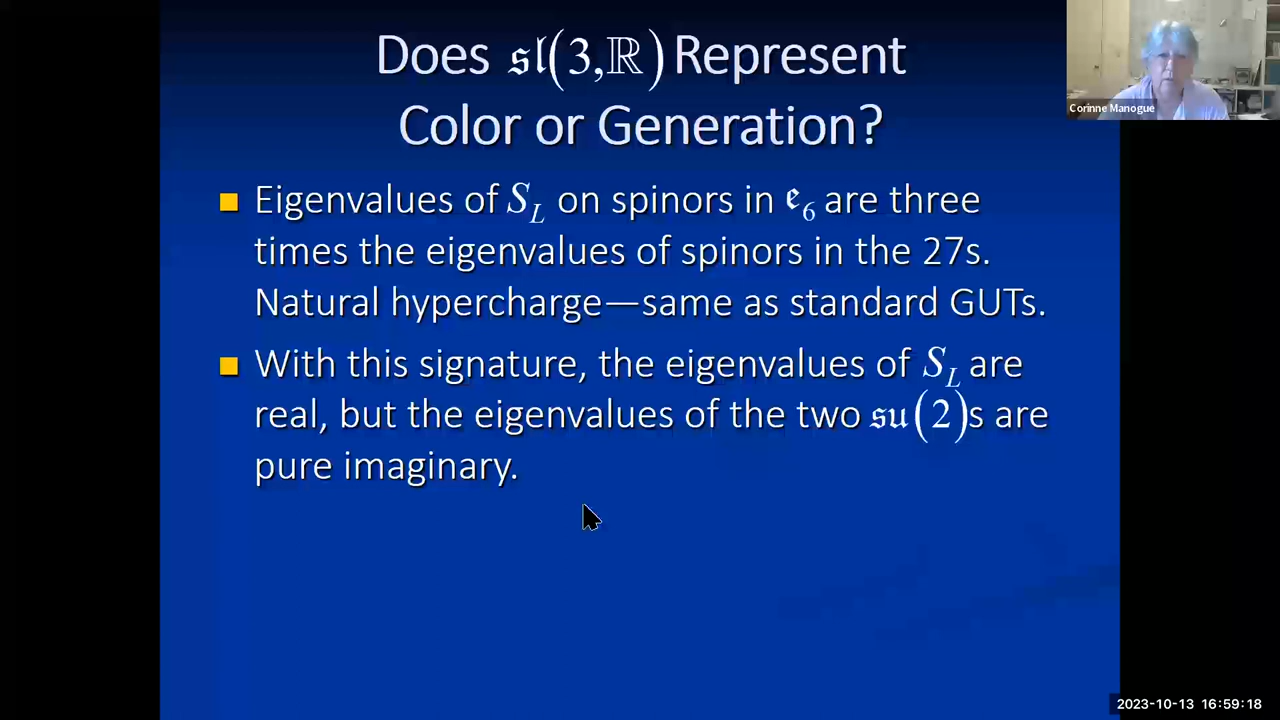 Does 𝔰𝔩(3,ℝ) Represent
Color or Generation?
Corinne Manogue
■ Eigenvalues of S_L on spinors in 𝔢₆ are three
times the eigenvalues of spinors in the 27s.
Natural hypercharge—same as standard GUTs.
■ With this signature, the eigenvalues of S_L are
real, but the eigenvalues of the two 𝔰𝔲(2)s are
pure imaginary.
2023-10-13 16:59:18